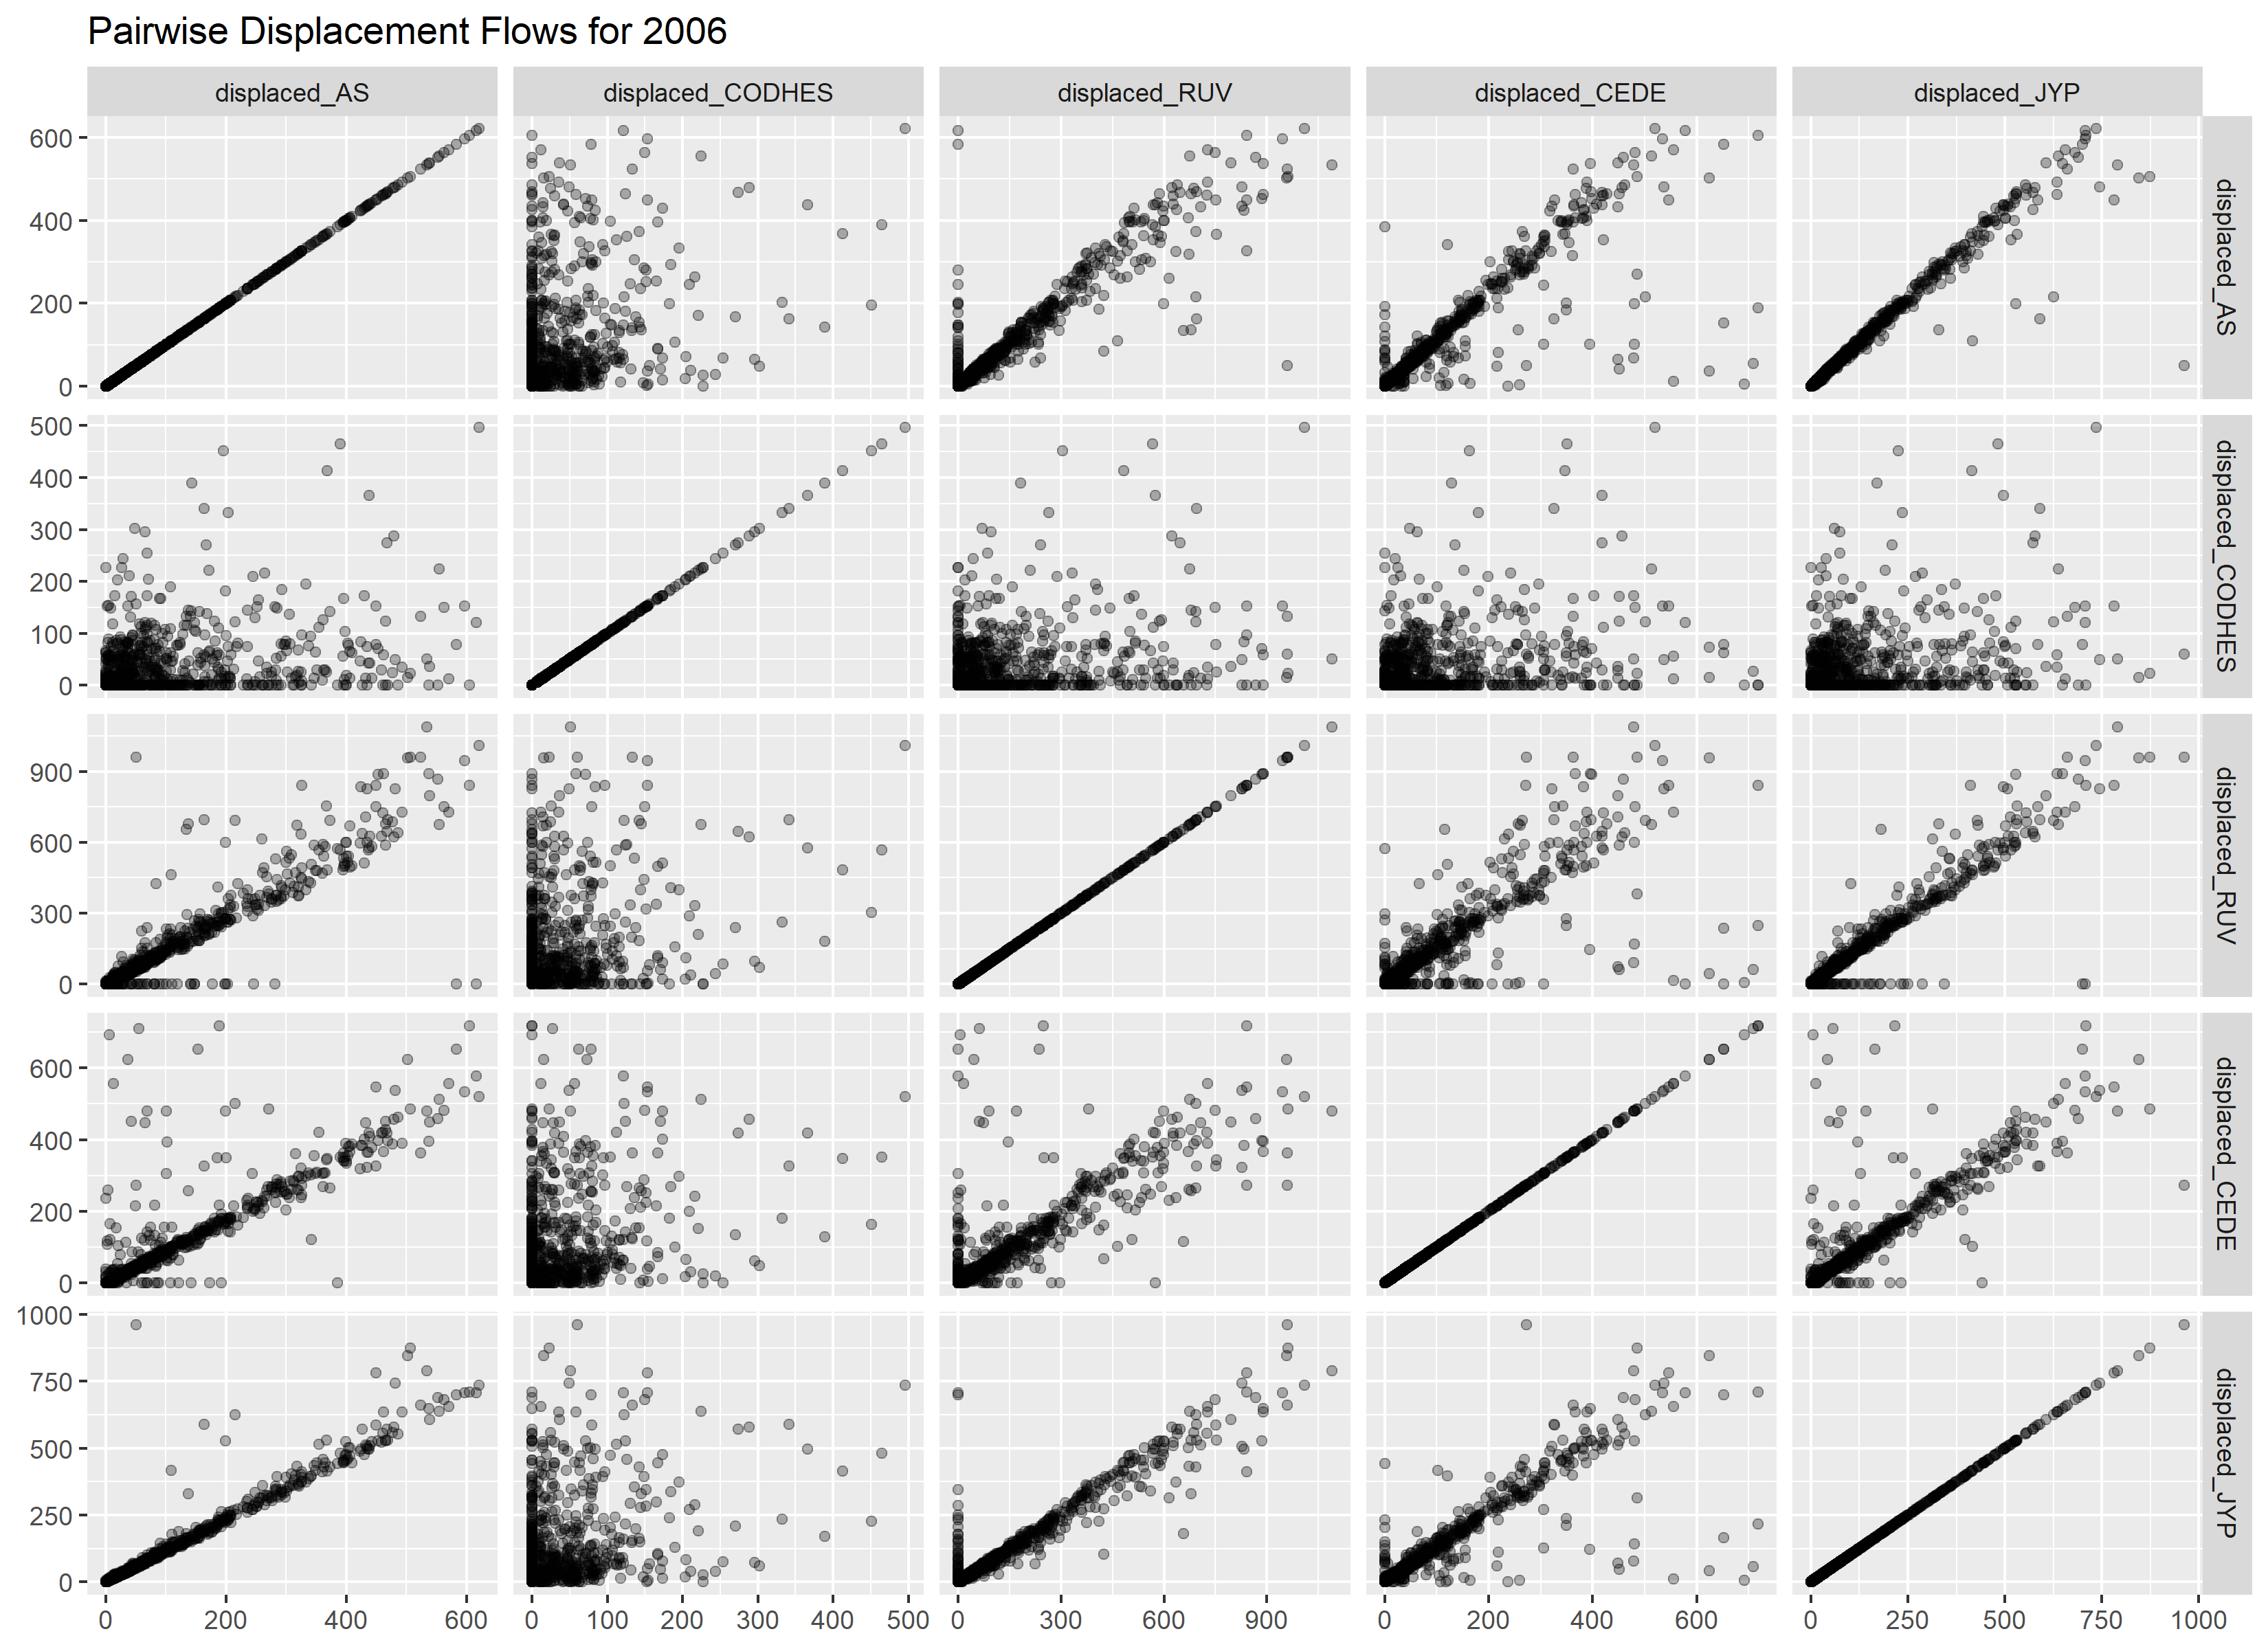 Pairwise Displacement Flows for 2006
displaced_AS displaced_CODHES displaced_RUV displaced_CEDE displaced_JYP
600
400
200
0
displaced_AS
500
400
300
200
100
0
displaced_CODHES
900
600
300
0
displaced_RUV
600
400
200
0
displaced_CEDE
1000
750
500
250
0
displaced_JYP
0 200 400 600 0 100 200 300 400 500 0 300 600 900 0 200 400 600 0 250 500 750 1000